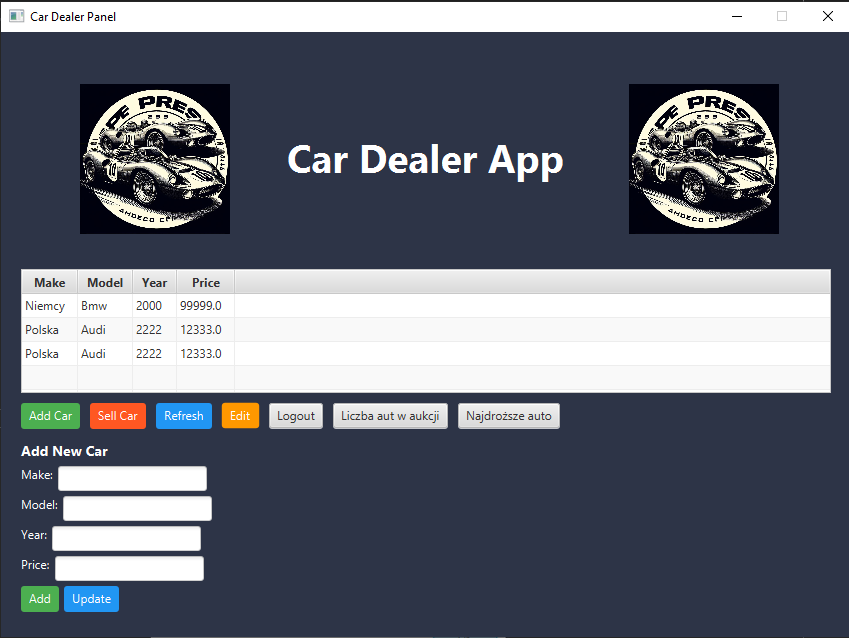 Car Dealer Panel
PE PRES
Car Dealer App
PE PRES
Make Model Year Price
Niemcy Bmw 2000 99999.0
Polska Audi 2222 12333.0
Polska Audi 2222 12333.0
Add Car Sell Car Refresh Edit Logout Liczba aut w aukcji Najdroższe auto
Add New Car
Make:
Model:
Year:
Price:
Add Update